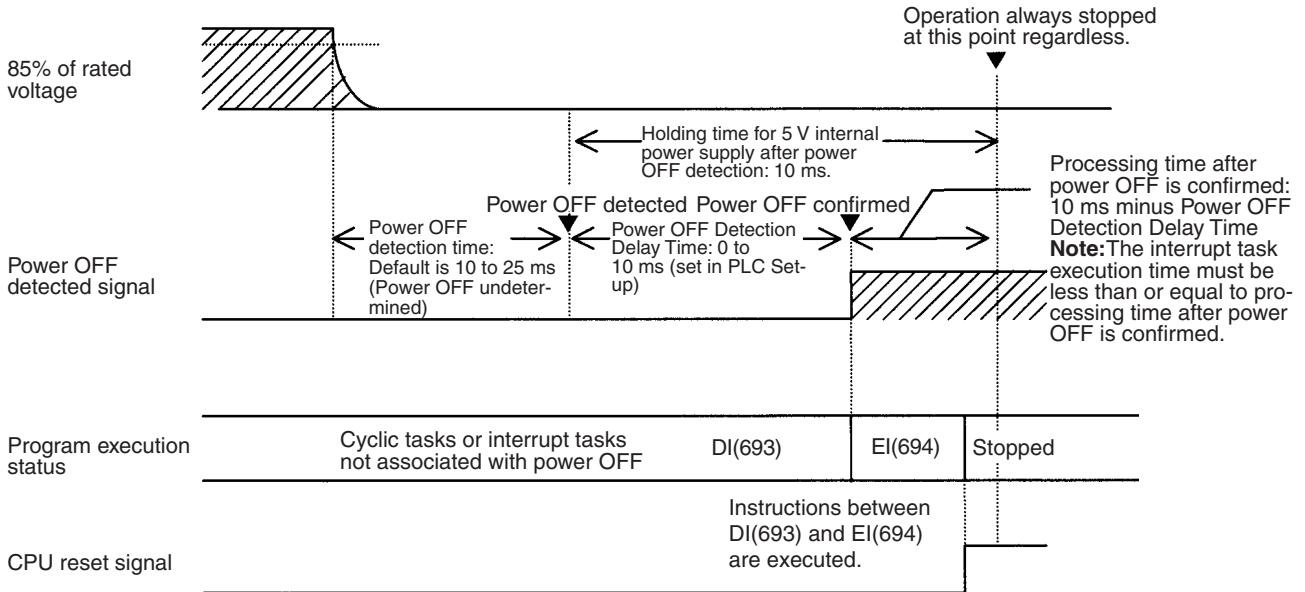 Operation always stopped
at this point regardless.
85% of rated
voltage
Holding time for 5 V internal
power supply after power
OFF detection: 10 ms.
Processing time after
power OFF is confirmed:
10 ms minus Power OFF
Detection Delay Time
Note:The interrupt task
execution time must be
less than or equal to pro-
cessing time after power
OFF is confirmed.
Power OFF detected
Power OFF confirmed
Power OFF
detection time:
Default is 10 to 25 ms
(Power OFF undeter-
mined)
Power OFF Detection
Delay Time: 0 to
10 ms (set in PLC Set-
up)
Power OFF
detected signal
Program execution
status
Cyclic tasks or interrupt tasks
not associated with power OFF
DI(693)
EI(694)
Stopped
Instructions between
DI(693) and EI(694)
are executed.
CPU reset signal